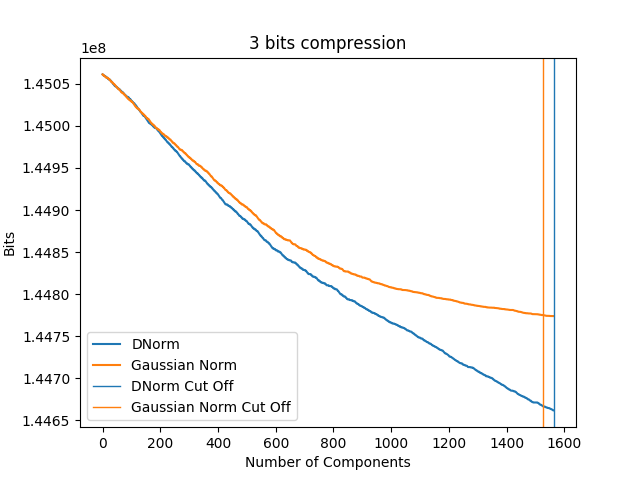 3 bits compression
1e8
1.4505
1.4500
1.4495
1.4490
1.4485
1.4480
1.4475
1.4470
1.4465
Bits
DNorm
Gaussian Norm
DNorm Cut Off
Gaussian Norm Cut Off
0 200 400 600 800 1000 1200 1400 1600
Number of Components